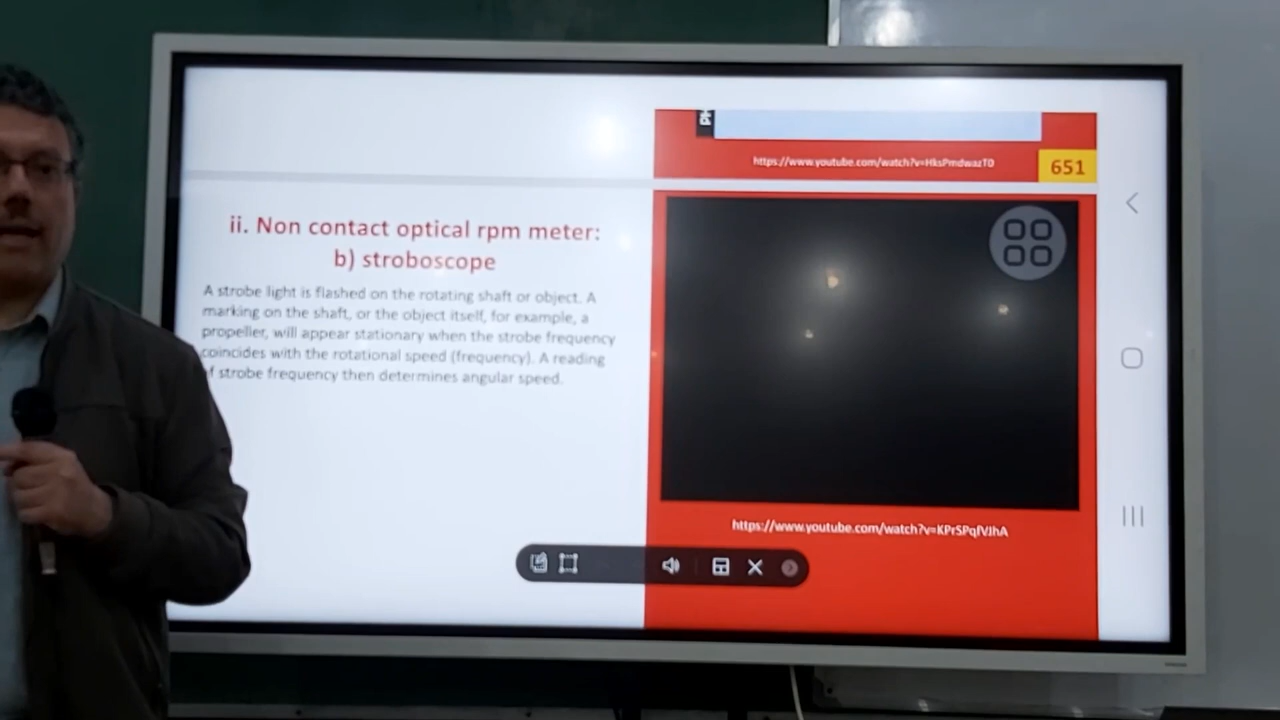 https://www.youtube.com/watch?v=HksPmdwazT0
651
ii. Non contact optical rpm meter:
b) stroboscope
A strobe light is flashed on the rotating shaft or object. A
marking on the shaft, or the object itself, for example, a
propeller, will appear stationary when the strobe frequency
coincides with the rotational speed (frequency). A reading
of strobe frequency then determines angular speed.
https://www.youtube.com/watch?v=KPrSPqfVJhA